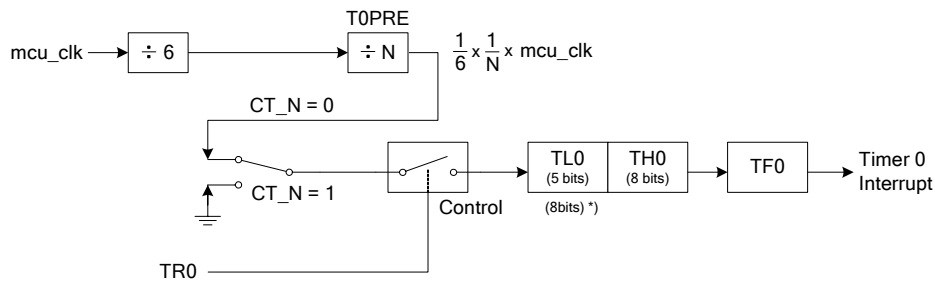 T0PRE
mcu_clk
÷ 6
÷ N
1/6 x 1/N x mcu_clk
CT_N = 0
CT_N = 1
Control
TL0
(5 bits)
(8bits) *)
TH0
(8 bits)
TF0
Timer 0
Interrupt
TR0